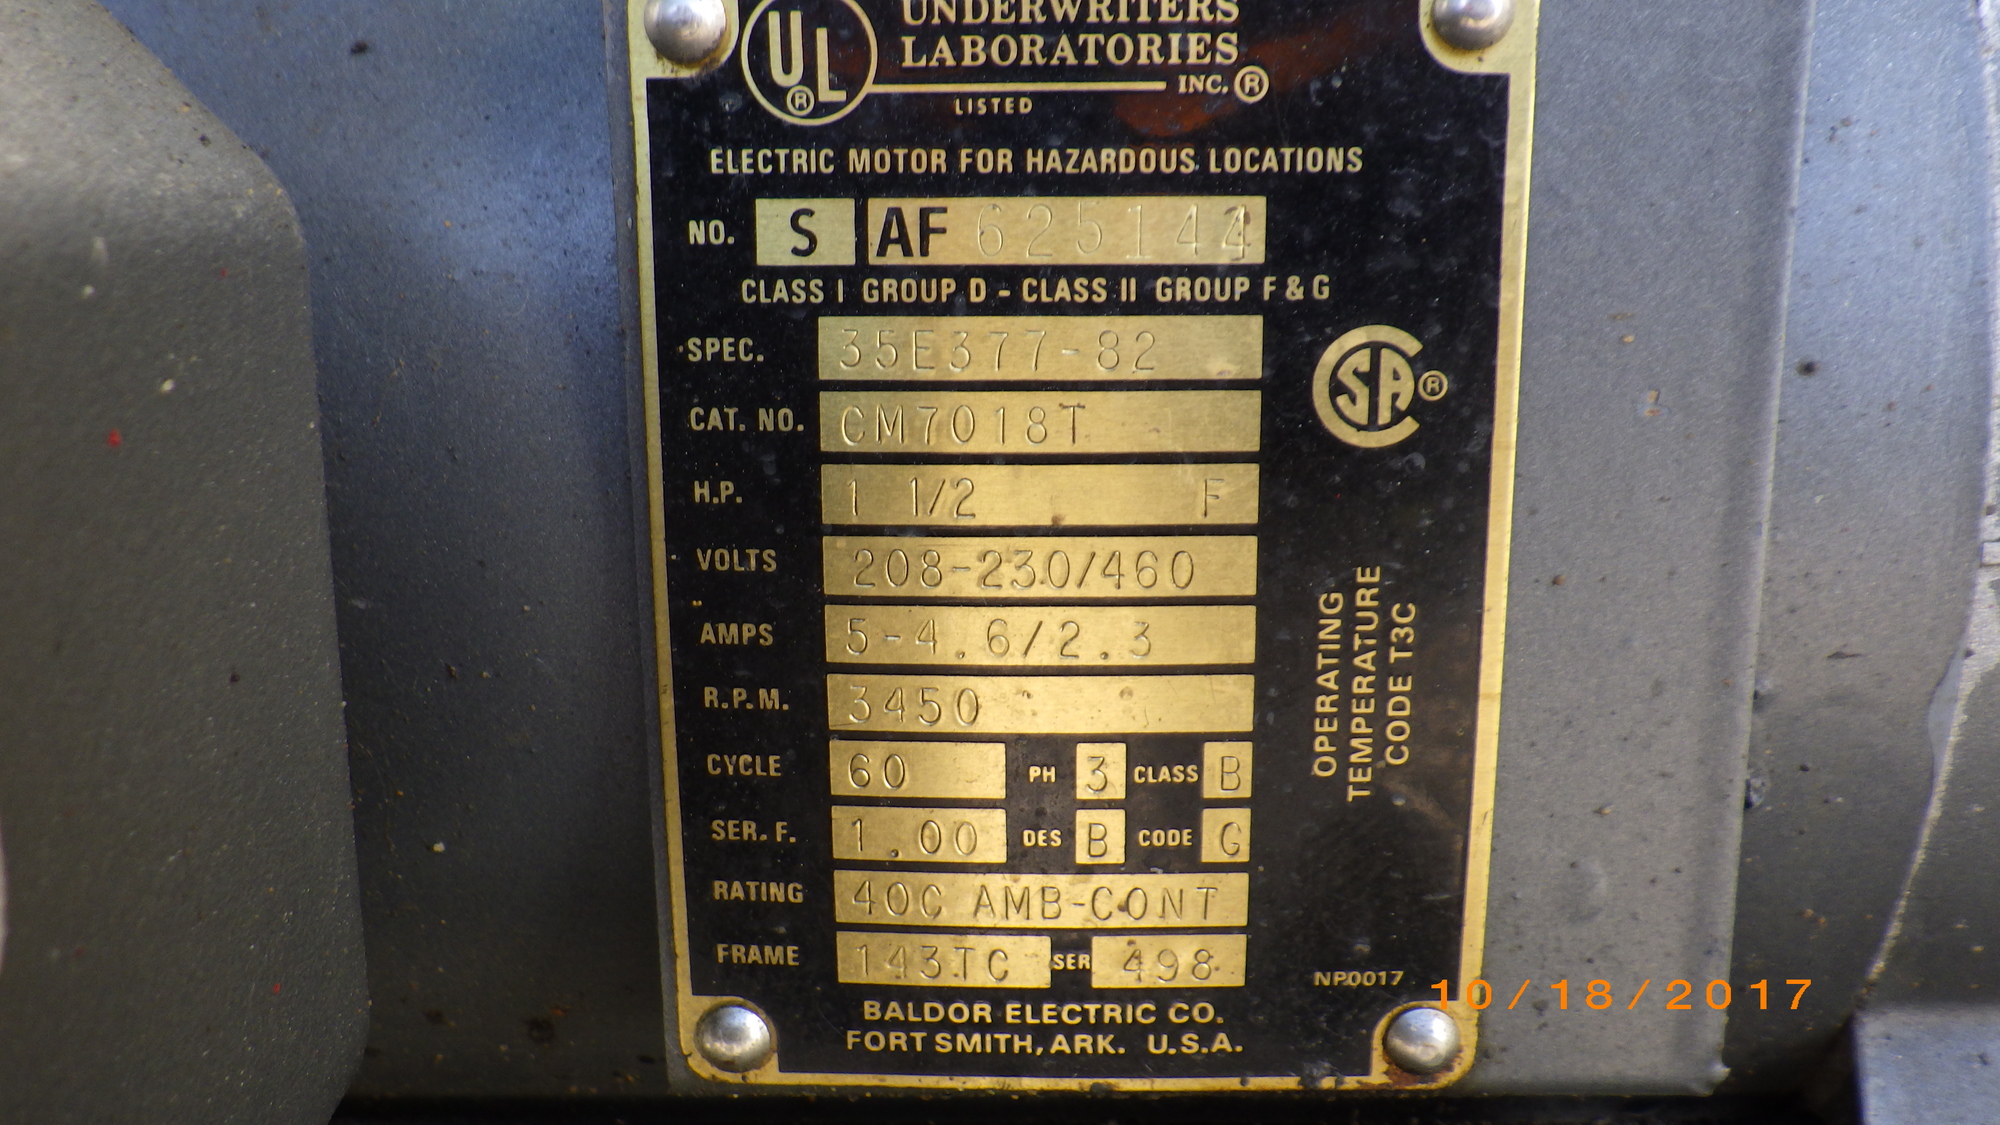 UNDERWRITERS
LABORATORIES
INC.®
UL®
LISTED
ELECTRIC MOTOR FOR HAZARDOUS LOCATIONS
NO. S AF 625144
CLASS I GROUP D - CLASS II GROUP F & G
SPEC. 35E377-82
CAT. NO. CM7018T
H.P. 1 1/2 F
VOLTS 208-230/460
AMPS 5-4.6/2.3
R.P.M. 3450
CYCLE 60 PH 3 CLASS B
SER. F. 1.00 DES B CODE G
RATING 40C AMB-CONT
FRAME 143TC SER 498
BALDOR ELECTRIC CO.
FORT SMITH, ARK. U.S.A.
CSA®
OPERATING
TEMPERATURE
CODE T3C
NP0017
10/18/2017